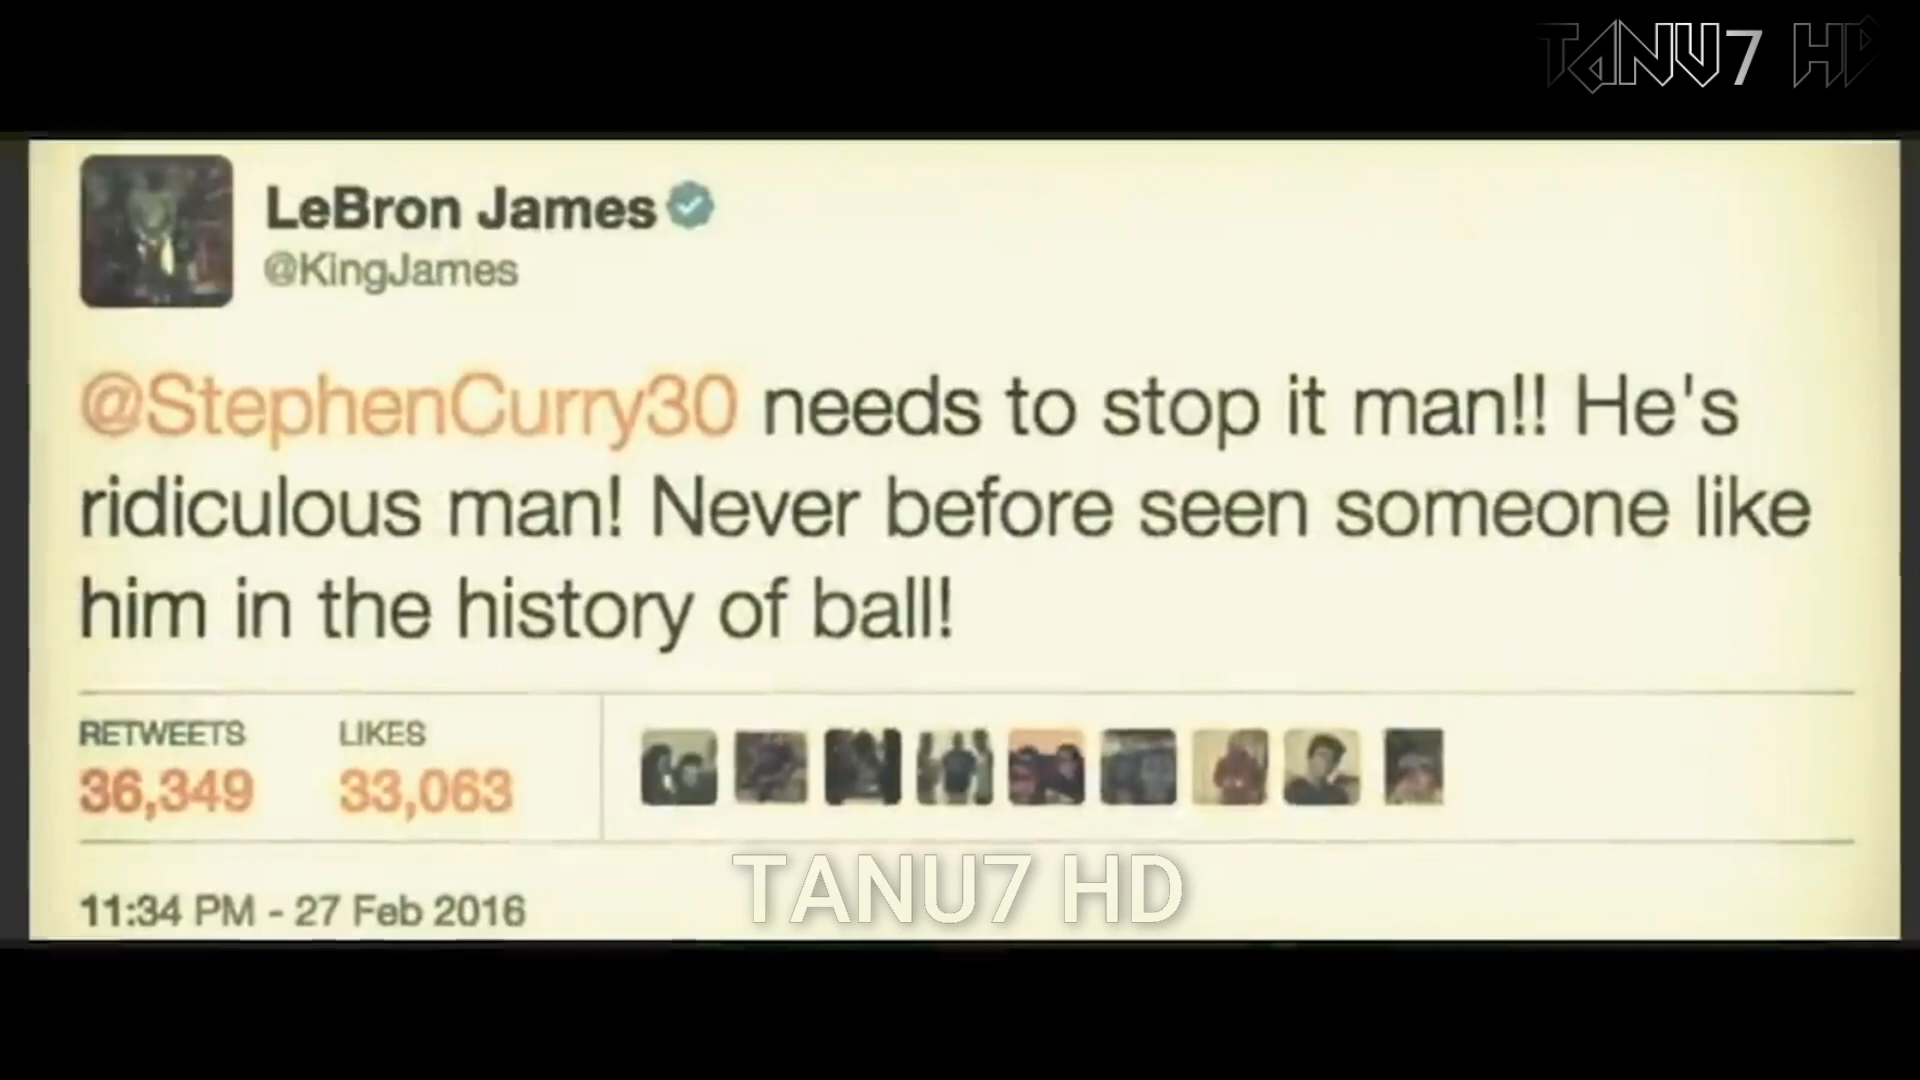 TANU7 HD
LeBron James
@KingJames
@StephenCurry30 needs to stop it man!! He's
ridiculous man! Never before seen someone like
him in the history of ball!
RETWEETS LIKES
36,349 33,063
TANU7 HD
11:34 PM - 27 Feb 2016